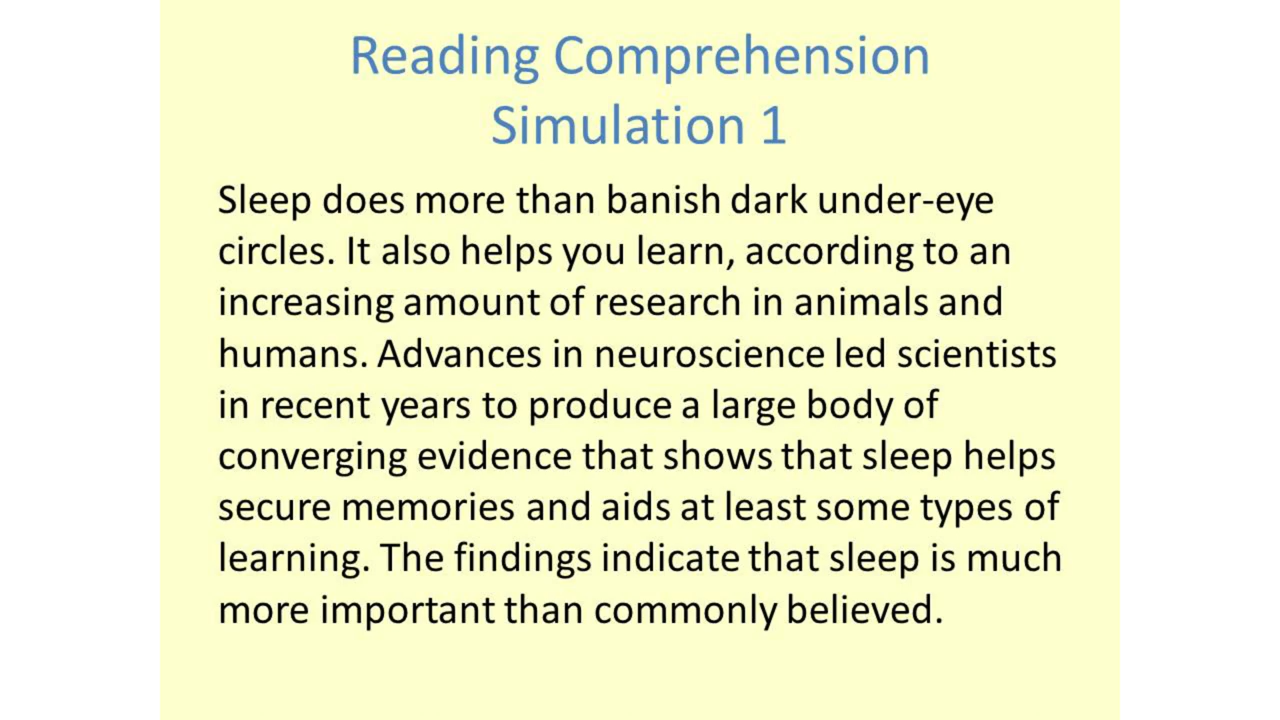 Reading Comprehension
Simulation 1
Sleep does more than banish dark under-eye
circles. It also helps you learn, according to an
increasing amount of research in animals and
humans. Advances in neuroscience led scientists
in recent years to produce a large body of
converging evidence that shows that sleep helps
secure memories and aids at least some types of
learning. The findings indicate that sleep is much
more important than commonly believed.